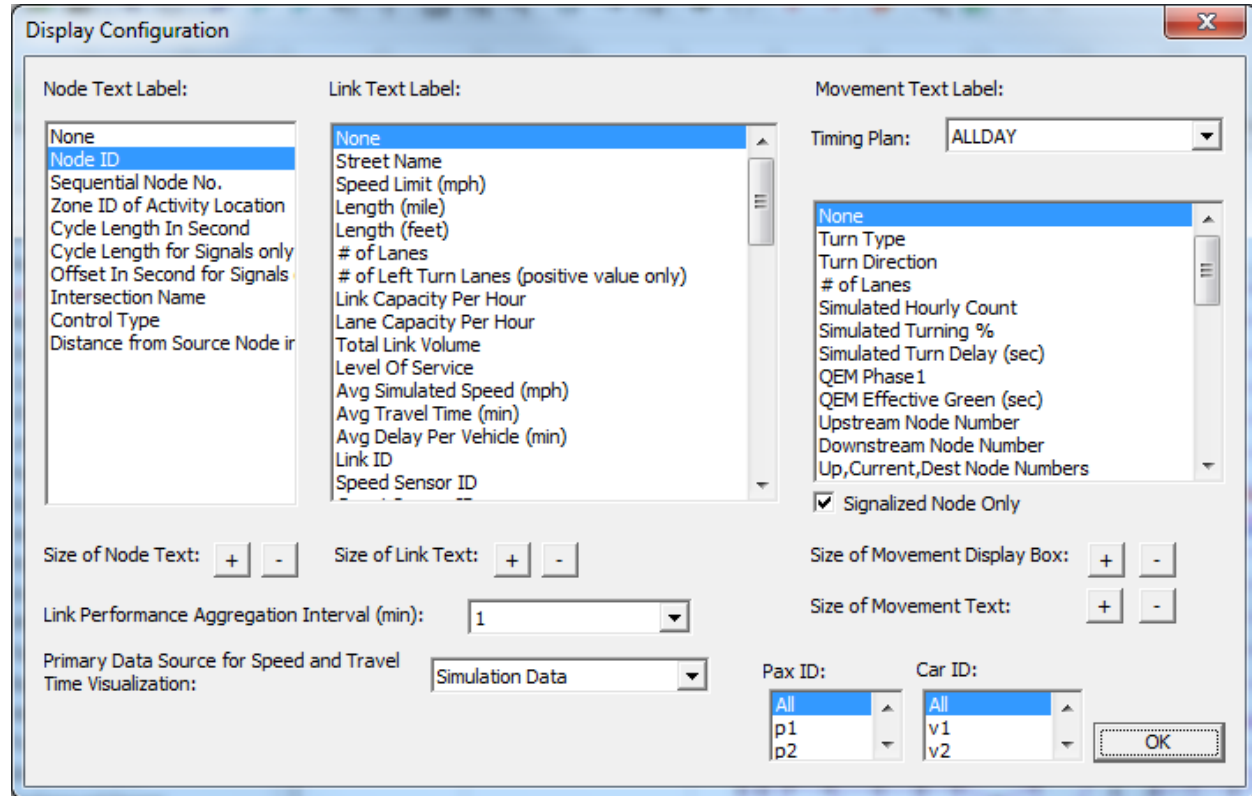 Display Configuration
Node Text Label:
None
Node ID
Sequential Node No.
Zone ID of Activity Location
Cycle Length In Second
Cycle Length for Signals only
Offset In Second for Signals
Intersection Name
Control Type
Distance from Source Node
Link Text Label:
None
Street Name
Speed Limit (mph)
Length (mile)
Length (feet)
# of Lanes
# of Left Turn Lanes (positive value only)
Link Capacity Per Hour
Lane Capacity Per Hour
Total Link Volume
Level Of Service
Avg Simulated Speed (mph)
Avg Travel Time (min)
Avg Delay Per Vehicle (min)
Link ID
Speed Sensor ID
Movement Text Label:
Timing Plan: ALLDAY
None
Turn Type
Turn Direction
# of Lanes
Simulated Hourly Count
Simulated Turning %
Simulated Turn Delay (sec)
QEM Phase1
QEM Effective Green (sec)
Upstream Node Number
Downstream Node Number
Up,Current,Dest Node Numbers
Signalized Node Only
Size of Node Text: + -
Size of Link Text: + -
Size of Movement Display Box: + -
Size of Movement Text: + -
Link Performance Aggregation Interval (min): 1
Primary Data Source for Speed and Travel
Time Visualization:
Simulation Data
Pax ID:
All
p1
p2
Car ID:
All
v1
v2
OK